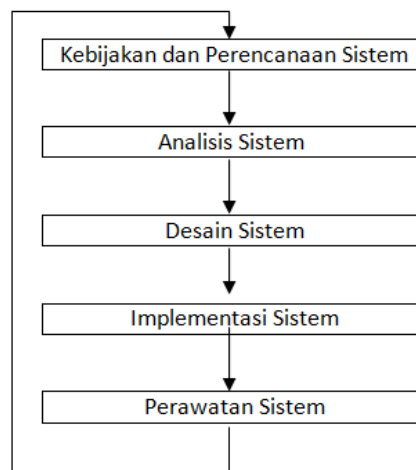 Kebijakan dan Perencanaan Sistem
Analisis Sistem
Desain Sistem
Implementasi Sistem
Perawatan Sistem